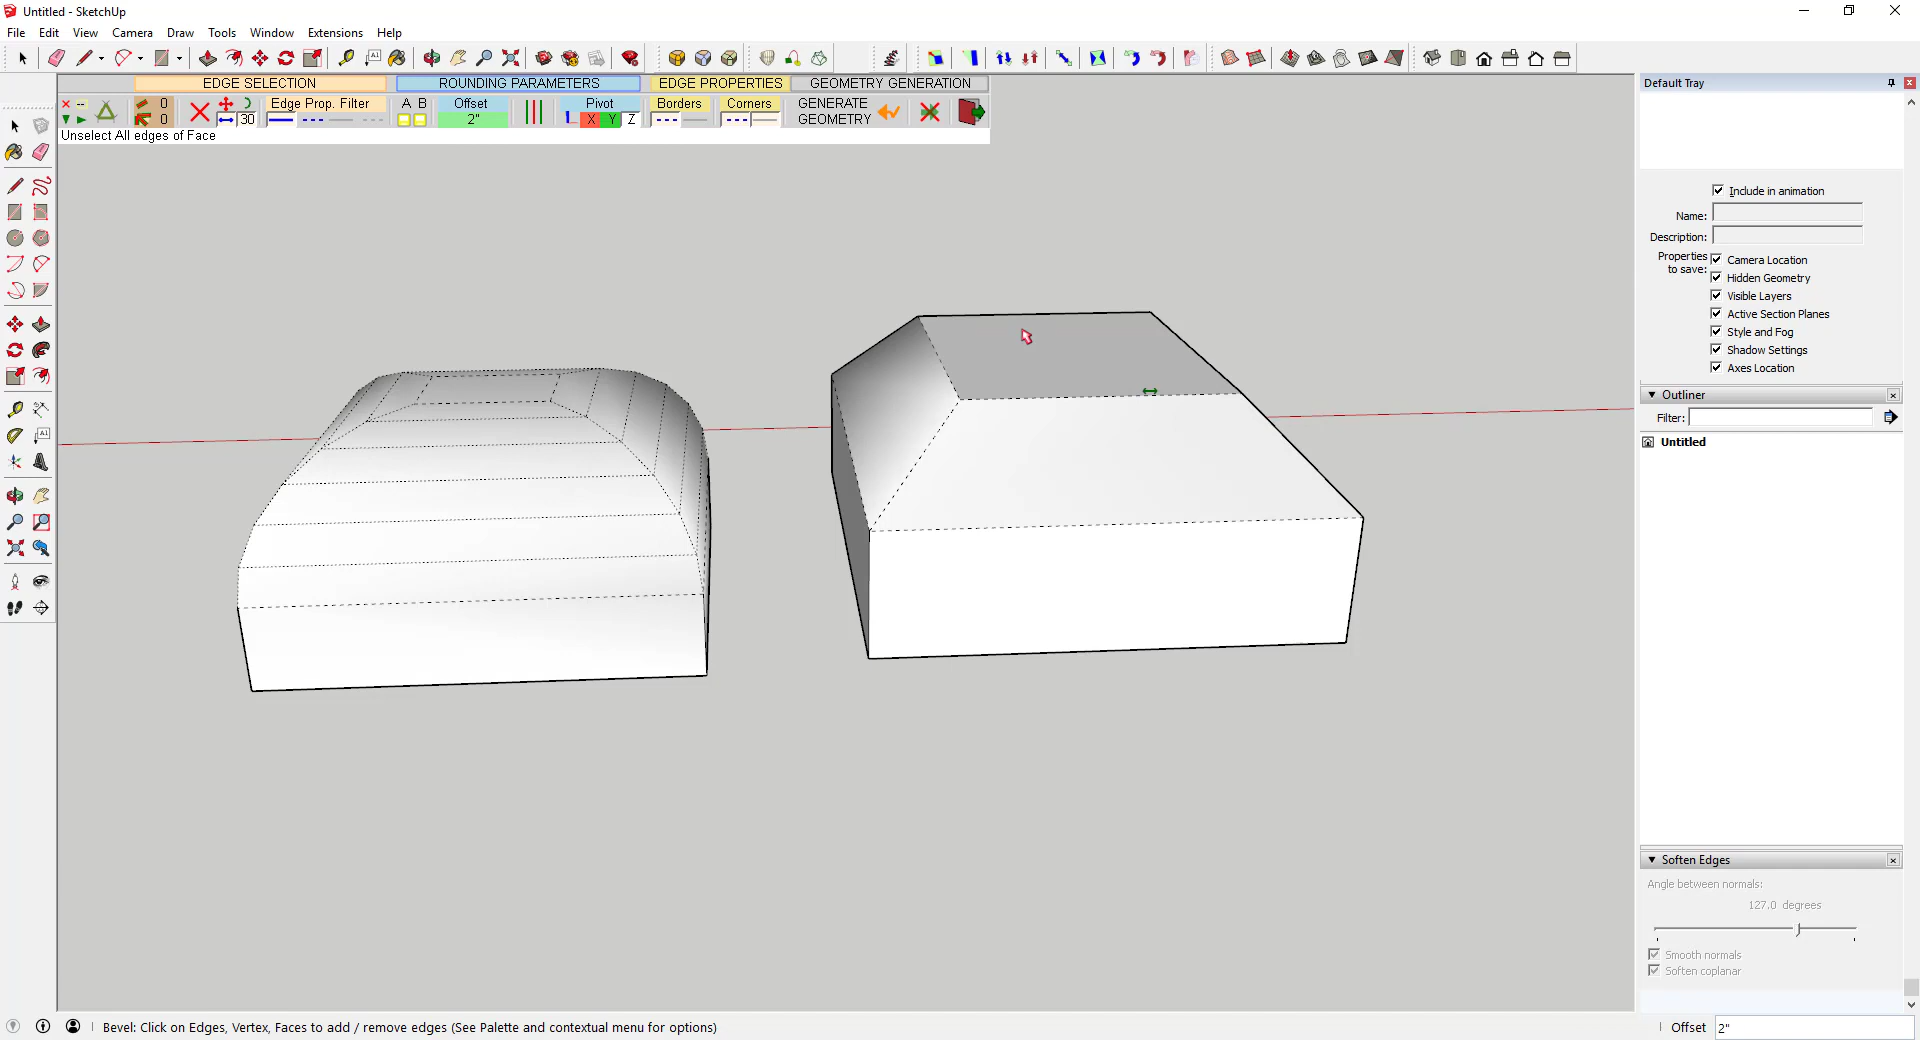 Untitled - SketchUp
File Edit View Camera Draw Tools Window Extensions Help
EDGE SELECTION ROUNDING PARAMETERS EDGE PROPERTIES GEOMETRY GENERATION
0 Edge Prop. Filter A B Offset Pivot Borders Corners GENERATE
0 30 2" X Y Z GEOMETRY
Unselect All edges of Face
A1
A1
Default Tray
Include in animation
Name:
Description:
Properties to save:
Camera Location
Hidden Geometry
Visible Layers
Active Section Planes
Style and Fog
Shadow Settings
Axes Location
Outliner
Filter:
Untitled
Soften Edges
Angle between normals:
127.0 degrees
Smooth normals
Soften coplanar
Bevel: Click on Edges, Vertex, Faces to add / remove edges (See Palette and contextual menu for options)
Offset 2"